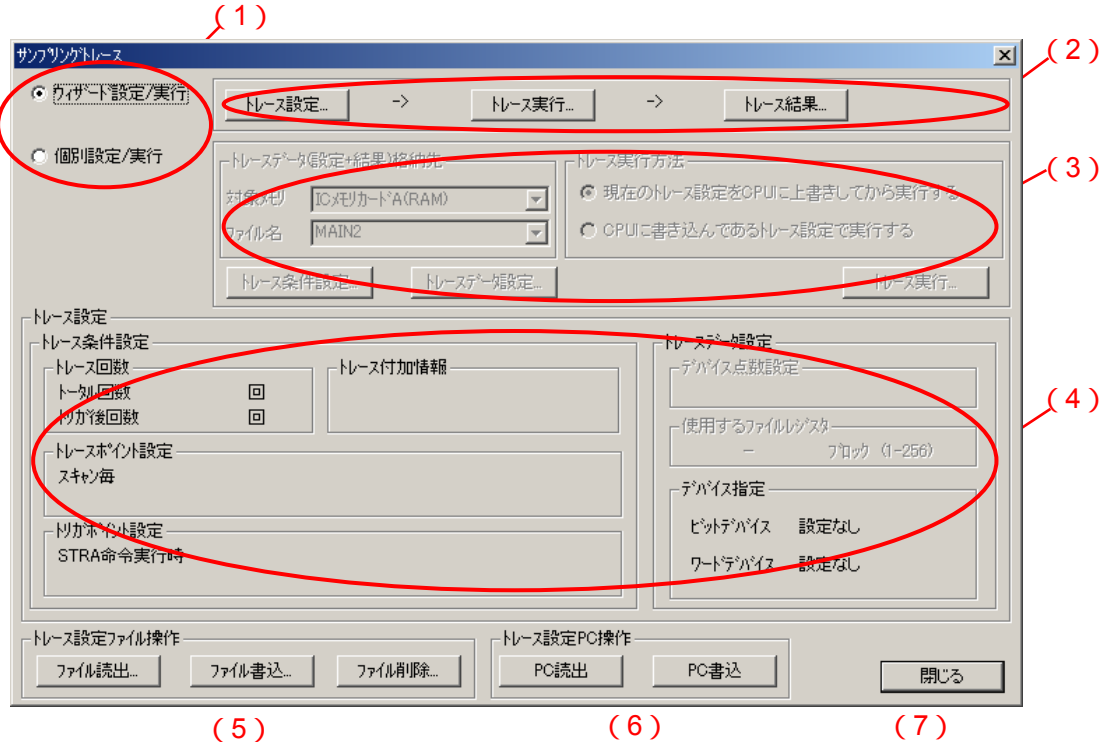 (1)
サンプリングトレース
(2)
ウィザード設定/実行
トレース設定... -> トレース実行... -> トレース結果...
個別設定/実行
(3)
トレースデータ(設定+結果)格納先
トレース実行方法
対象メモリ ICメモリカードA(RAM)
現在のトレース設定をCPUに上書きしてから実行する
ファイル名 MAIN2
CPUに書き込んであるトレース設定で実行する
トレース条件設定... トレースデータ設定... トレース実行...
トレース設定
トレース条件設定
トレース回数
トータル回数 回
トリガ後回数 回
トレース付加情報
トレースポイント設定
スキャン毎
トリガポイント設定
STRA命令実行時
トレースデータ設定
デバイス点数設定
(4)
使用するファイルレジスタ
- ブロック (1-256)
デバイス指定
ビットデバイス 設定なし
ワードデバイス 設定なし
トレース設定ファイル操作
ファイル読出... ファイル書込... ファイル削除...
トレース設定PC操作
PC読出 PC書込
閉じる
(5) (6) (7)